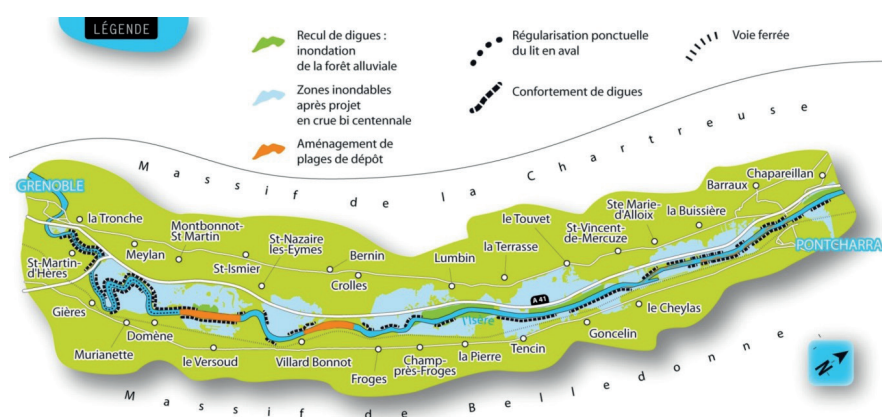 LÉGENDE
Recul de digues :
inondation
de la forêt alluviale
Zones inondables
après projet
en crue bi centennale
Aménagement de
plages de dépôt
Régularisation ponctuelle
du lit en aval
Confortement de digues
Voie ferrée
Massif de la Chartreuse
GRENOBLE
la Tronche
Meylan
Montbonnot-
St Martin
St-Ismier
St-Nazaire
les-Eymes
Bernin
Crolles
Lumbin
la Terrasse
le Touvet
St-Vincent-
de-Mercuze
Ste Marie-
d'Alloix
la Buissière
Barraux
Chapareillan
PONTCHARRA
St-Martin-
d'Hères
Gières
Murianette
Domène
le Versoud
Villard Bonnot
Froges
Champ-
près-Froges
la Pierre
Tencin
Goncelin
le Cheylas
l'Isère
A 41
Massif de Belledonne
N